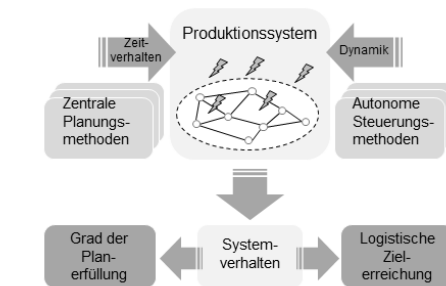 Produktionssystem
Zeit-
verhalten
Dynamik
Zentrale
Planungs-
methoden
Autonome
Steuerungs-
methoden
Grad der
Plan-
erfüllung
System-
verhalten
Logistische
Ziel-
erreichung